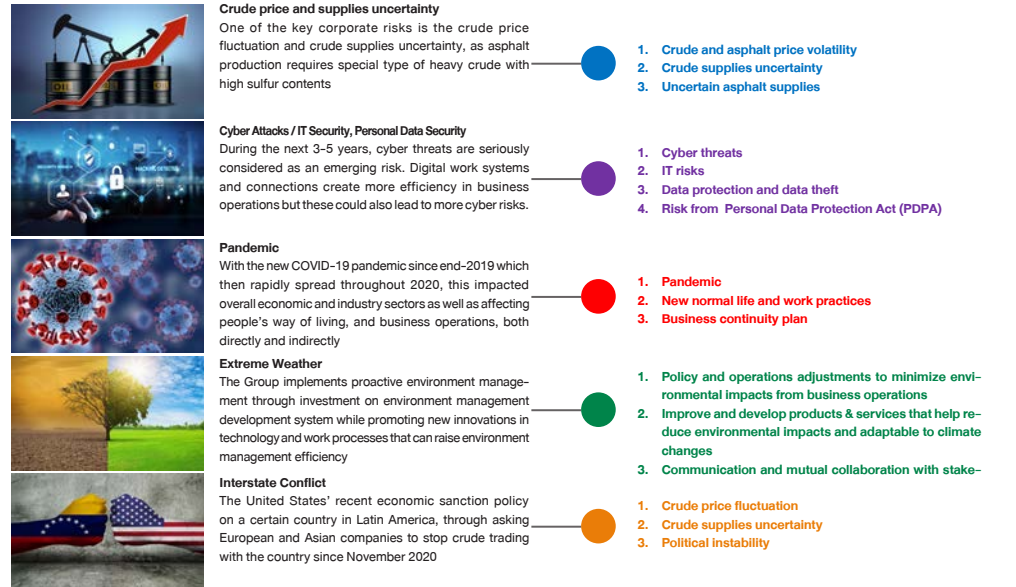 Crude price and supplies uncertainty
One of the key corporate risks is the crude price
fluctuation and crude supplies uncertainty, as asphalt
production requires special type of heavy crude with
high sulfur contents
1. Crude and asphalt price volatility
2. Crude supplies uncertainty
3. Uncertain asphalt supplies
OIL
OIL
Cyber Attacks / IT Security, Personal Data Security
During the next 3-5 years, cyber threats are seriously
considered as an emerging risk. Digital work systems
and connections create more efficiency in business
operations but these could also lead to more cyber risks.
1. Cyber threats
2. IT risks
3. Data protection and data theft
4. Risk from Personal Data Protection Act (PDPA)
Pandemic
With the new COVID-19 pandemic since end-2019 which
then rapidly spread throughout 2020, this impacted
overall economic and industry sectors as well as affecting
people's way of living, and business operations, both
directly and indirectly
1. Pandemic
2. New normal life and work practices
3. Business continuity plan
Extreme Weather
The Group implements proactive environment manage-
ment through investment on environment management
development system while promoting new innovations in
technology and work processes that can raise environment
management efficiency
1. Policy and operations adjustments to minimize envi-
ronmental impacts from business operations
2. Improve and develop products & services that help re-
duce environmental impacts and adaptable to climate
changes
3. Communication and mutual collaboration with stake-
Interstate Conflict
The United States' recent economic sanction policy
on a certain country in Latin America, through asking
European and Asian companies to stop crude trading
with the country since November 2020
1. Crude price fluctuation
2. Crude supplies uncertainty
3. Political instability